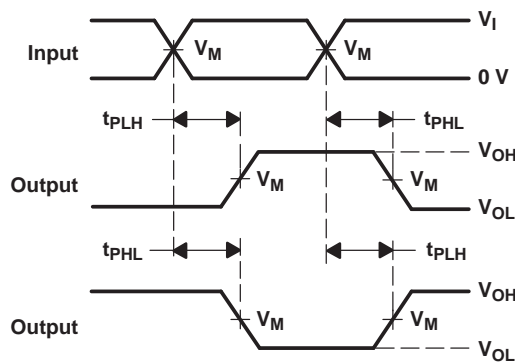 V_I
Input V_M V_M
0 V
t_PLH t_PHL
V_OH
Output V_M V_M
V_OL
t_PHL t_PLH
V_OH
Output V_M V_M
V_OL